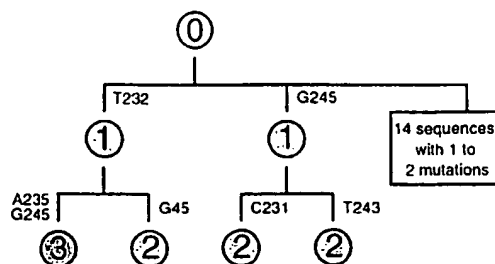 0
T232
G245
1
1
14 sequences
with 1 to
2 mutations
A235
G245
G45
C231
T243
3
2
2
2